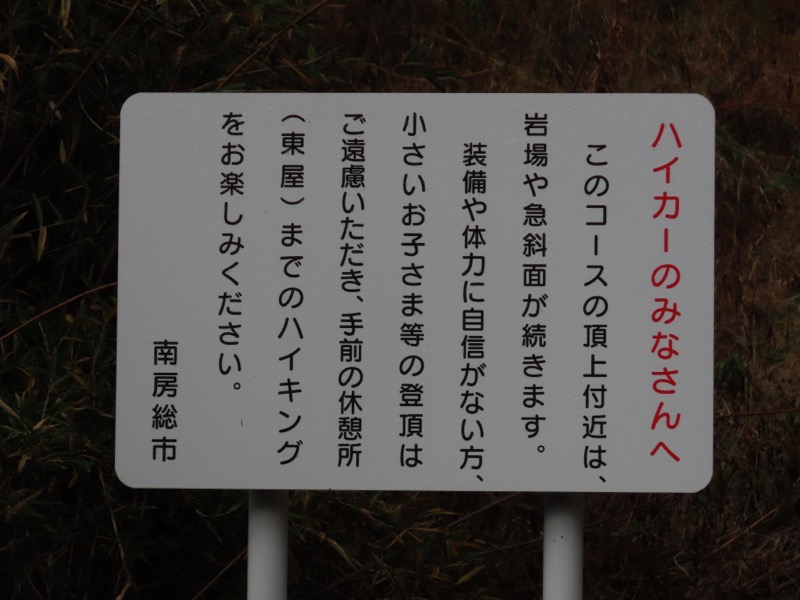 ハイカーのみなさんへ
このコースの頂上付近は、
岩場や急斜面が続きます。
装備や体力に自信がない方、
小さいお子さま等の登頂は
ご遠慮いただき、手前の休憩所
（東屋）までのハイキング
をお楽しみください。
南房総市